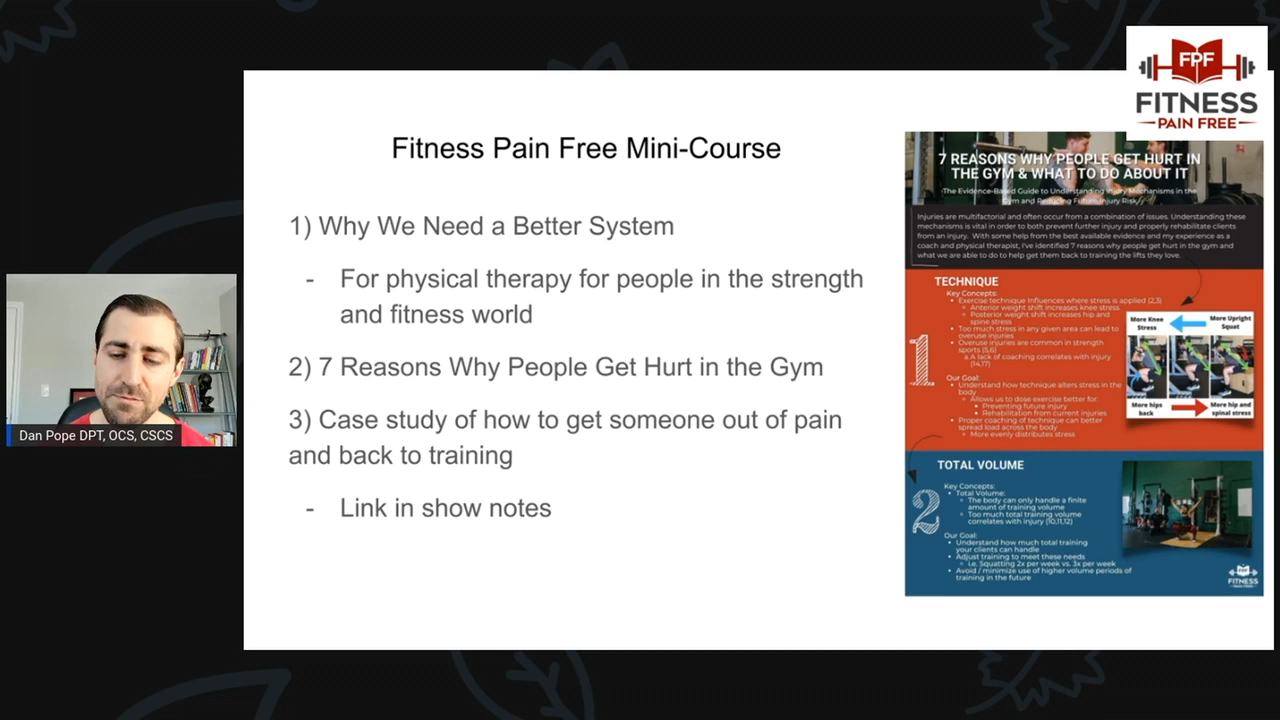 FPF
FITNESS
PAIN FREE
Fitness Pain Free Mini-Course
1) Why We Need a Better System
- For physical therapy for people in the strength
and fitness world
2) 7 Reasons Why People Get Hurt in the Gym
3) Case study of how to get someone out of pain
and back to training
- Link in show notes
Dan Pope DPT, OCS, CSCS
7 REASONS WHY PEOPLE GET HURT IN
THE GYM & WHAT TO DO ABOUT IT
The Evidence-Based Guide to Understanding Injury Mechanisms in the
Gym and Reducing Future Injury Risk
Injuries are multifactorial and often occur from a combination of issues. Understanding these
mechanisms is vital in order to both prevent further injury and properly rehabilitate clients
from an injury. With some help from the best available evidence and my experience as a
coach and physical therapist, I've identified 7 reasons why people get hurt in the gym and
what we are able to do to help get them back to training the lifts they love.
TECHNIQUE
1
Key Concepts:
Exercise technique Influences where stress is applied (2,3)
Anterior weight shift increases knee stress
Posterior weight shift increases hip and
spine stress
Too much stress in any given area can lead to
overuse injuries
Overuse injuries are common in strength
sports (5,6)
A lack of coaching correlates with injury
(14,17)
Our Goal:
Understand how technique alters stress in the
body
Allows us to dose exercise better for:
Preventing future injury
Rehabilitation from current injuries
Proper coaching of technique can better
spread load across the body
More evenly distributes stress
More Knee
Stress
More Upright
Squat
More hips
back
More hip and
spinal stress
TOTAL VOLUME
2
Key Concepts:
Total Volume:
The body can only handle a finite
amount of training volume
Too much total training volume
correlates with injury (10,11,12)
Our Goal:
Understand how much total training
your clients can handle
Adjust training to meet these needs
i.e. Squatting 2x per week vs. 3x per week
Avoid / minimize use of higher volume periods of
training in the future
FPF
FITNESS
PAIN FREE